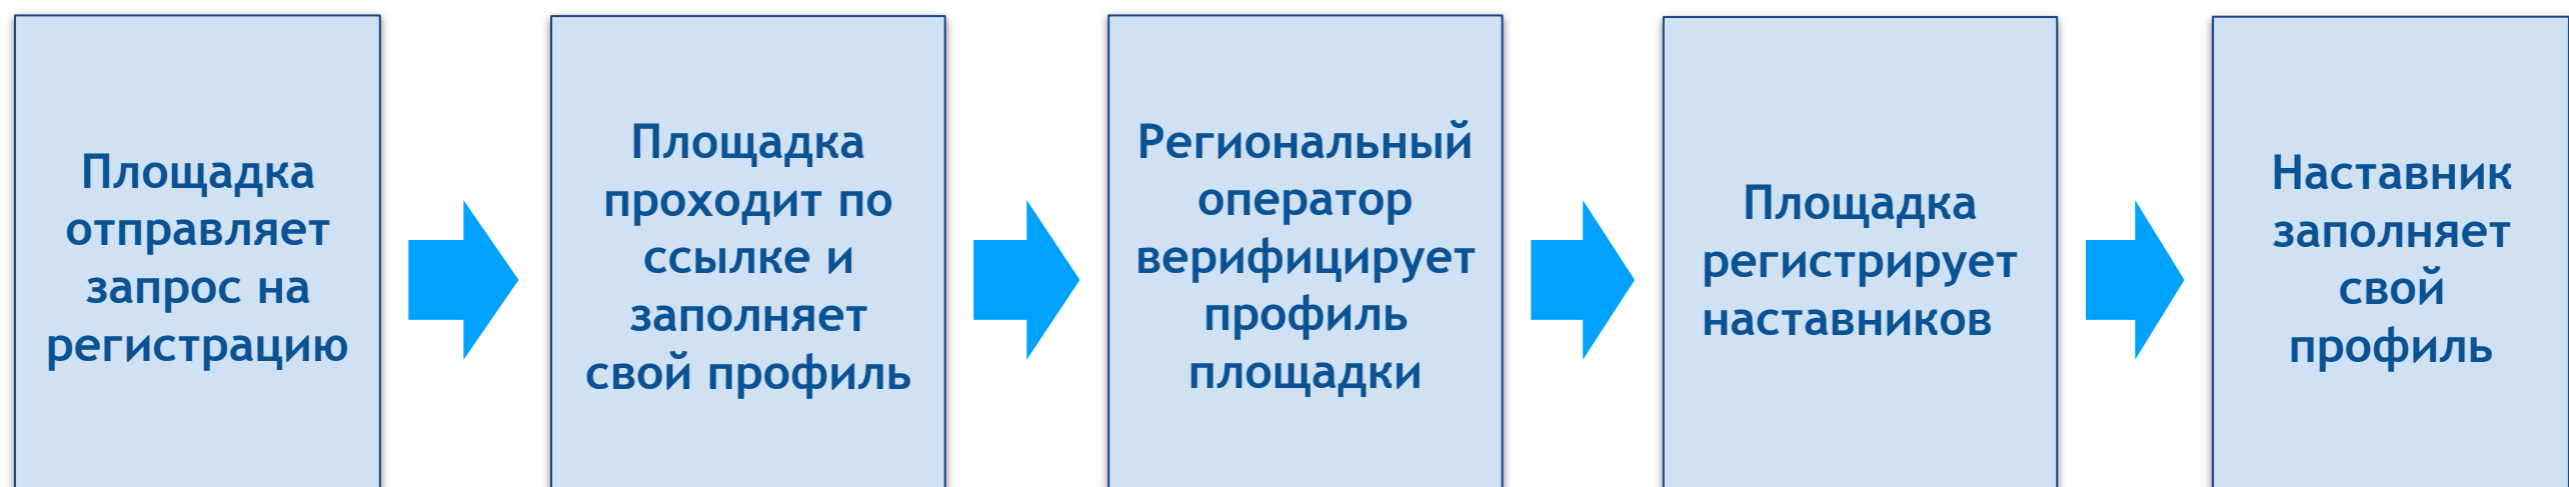 Площадка
отправляет
запрос на
регистрацию
Площадка
проходит по
ссылке и
заполняет
свой профиль
Региональный
оператор
верифицирует
профиль
площадки
Площадка
регистрирует
наставников
Наставник
заполняет
свой
профиль